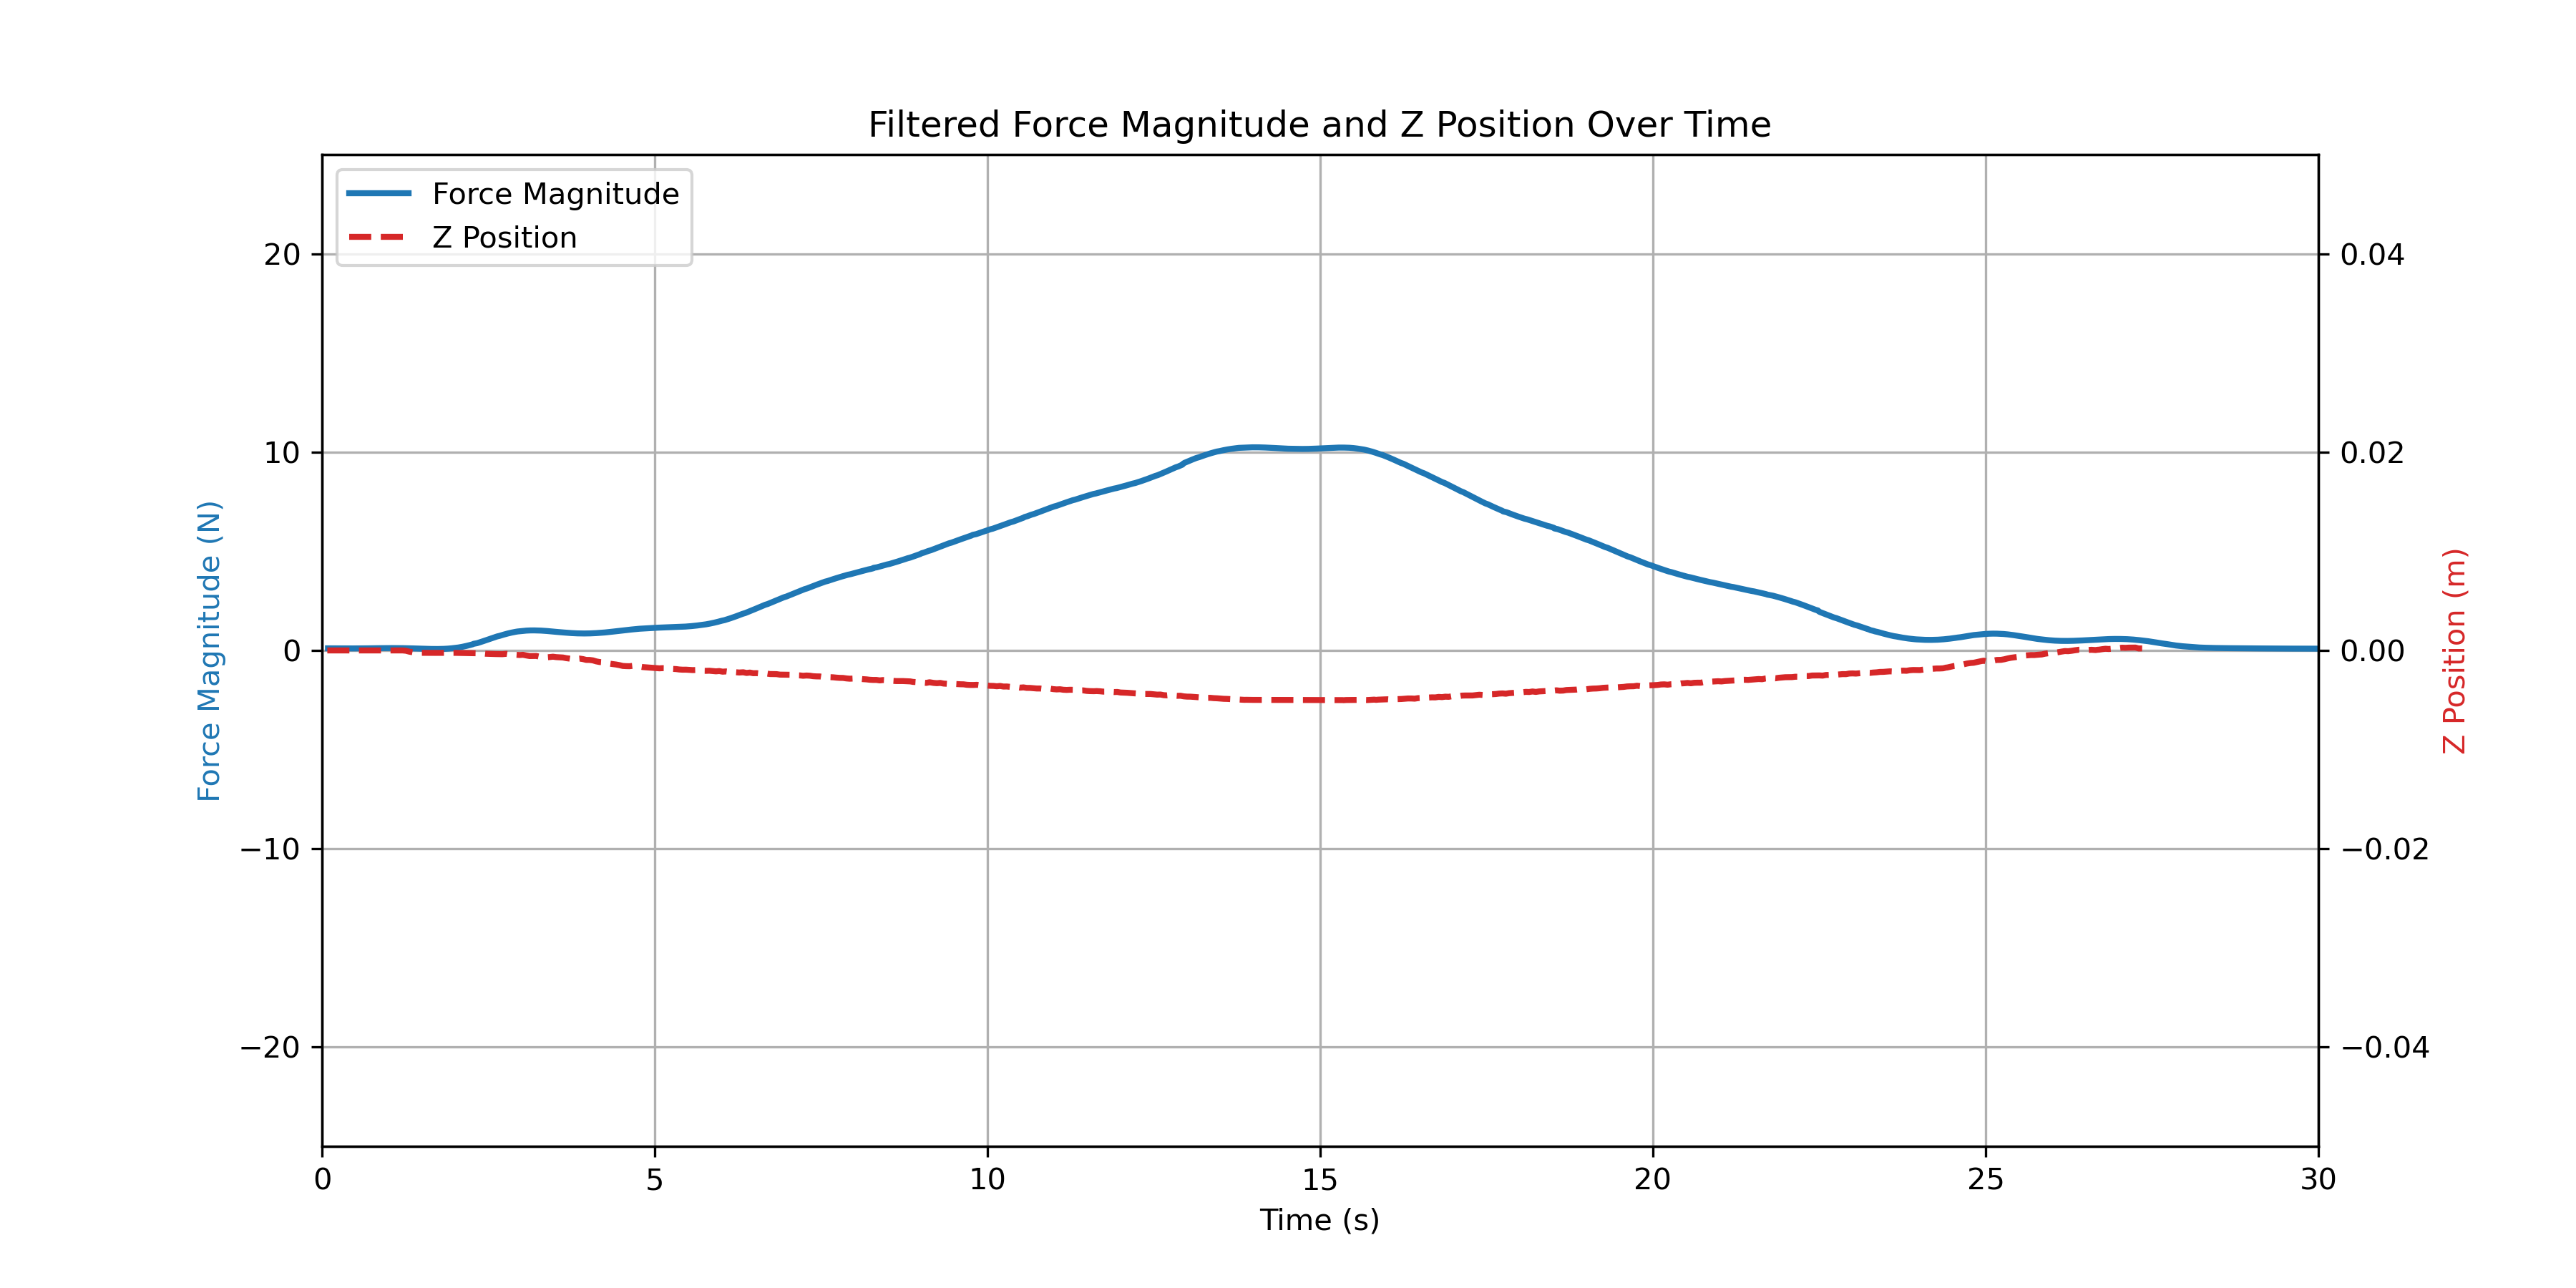 Filtered Force Magnitude and Z Position Over Time
Force Magnitude
Z Position
20
10
0
−10
−20
Force Magnitude (N)
0.04
0.02
0.00
−0.02
−0.04
Z Position (m)
0 5 10 15 20 25 30
Time (s)